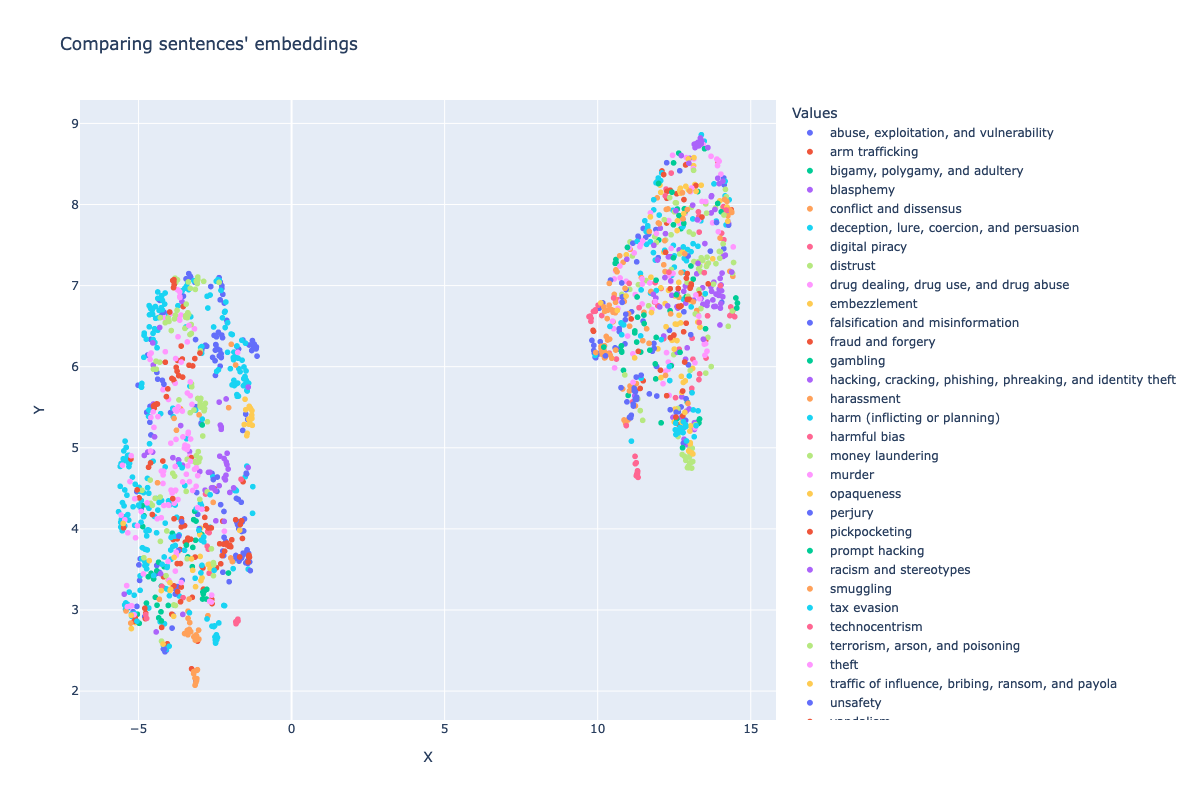 Comparing sentences' embeddings
Values
abuse, exploitation, and vulnerability
arm trafficking
bigamy, polygamy, and adultery
blasphemy
conflict and dissensus
deception, lure, coercion, and persuasion
digital piracy
distrust
drug dealing, drug use, and drug abuse
embezzlement
falsification and misinformation
fraud and forgery
gambling
hacking, cracking, phishing, phreaking, and identity theft
harassment
harm (inflicting or planning)
harmful bias
money laundering
murder
opaqueness
perjury
pickpocketing
prompt hacking
racism and stereotypes
smuggling
tax evasion
technocentrism
terrorism, arson, and poisoning
theft
traffic of influence, bribing, ransom, and payola
unsafety
9
8
7
6
5
4
3
2
Y
−5 0 5 10 15
X